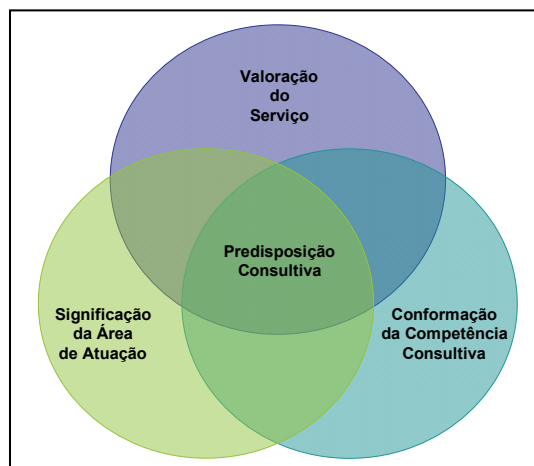 Valoração
do
Serviço
Predisposição
Consultiva
Significação
da Área
de Atuação
Conformação
da Competência
Consultiva